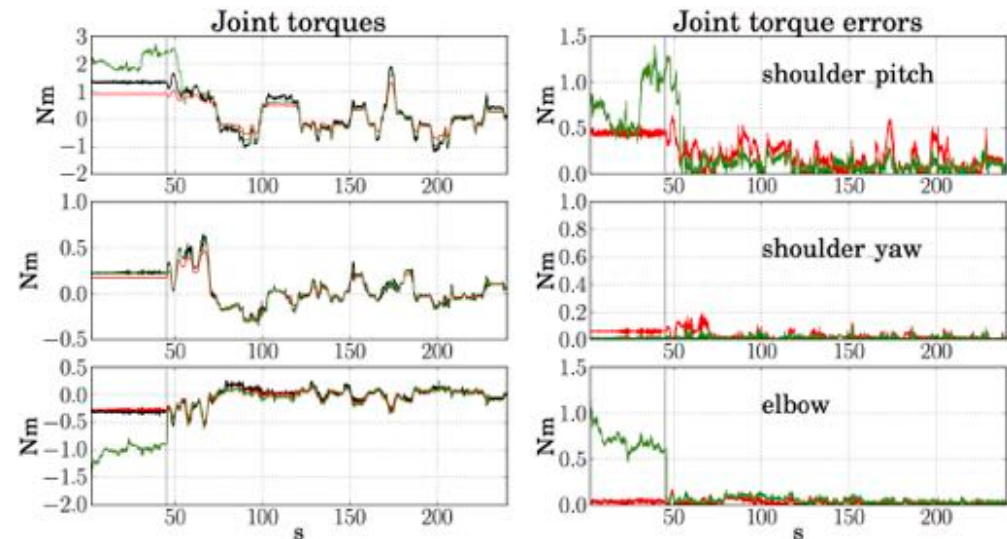 Joint torques
3
2
1
0
−1
−2
Nm
50 100 150 200
1.0
0.5
0.0
−0.5
Nm
50 100 150 200
0.5
0.0
−0.5
−1.0
−1.5
−2.0
Nm
50 100 150 200
s
Joint torque errors
1.5
1.0
0.5
0.0
Nm
shoulder pitch
50 100 150 200
1.0
0.8
0.6
0.4
0.2
0.0
Nm
shoulder yaw
50 100 150 200
1.5
1.0
0.5
0.0
Nm
elbow
50 100 150 200
s